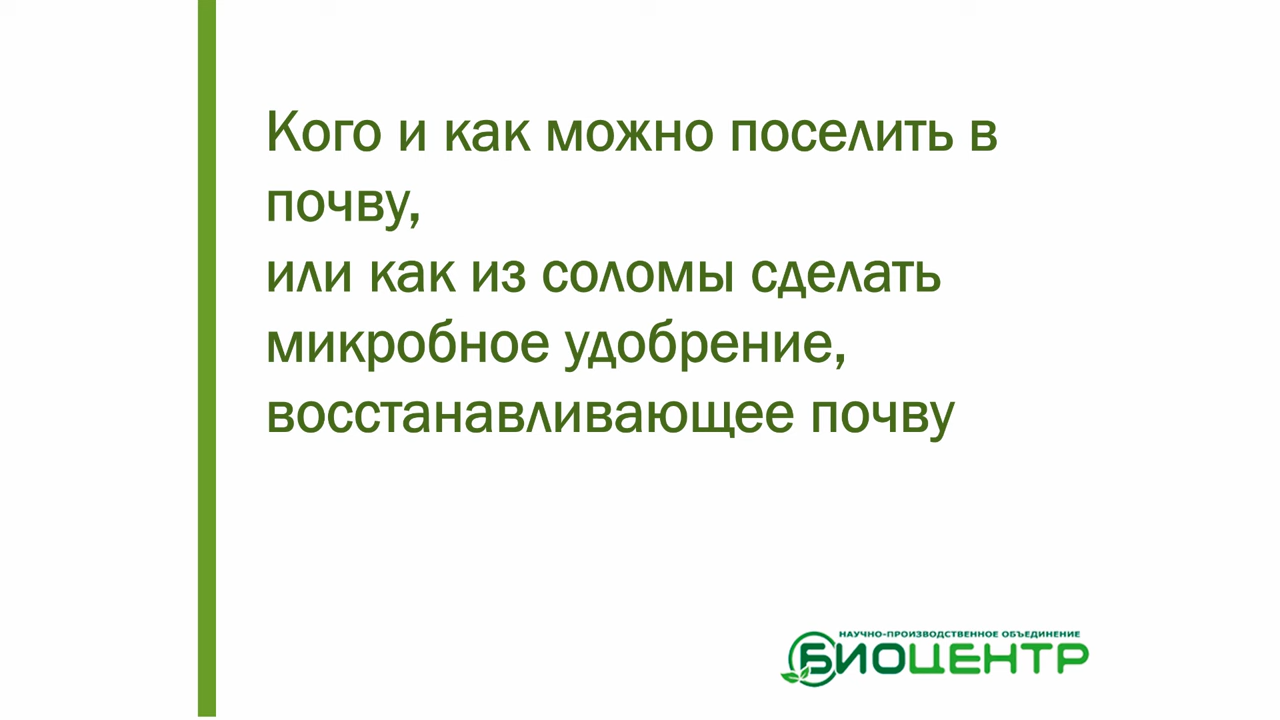 Кого и как можно поселить в
почву,
или как из соломы сделать
микробное удобрение,
восстанавливающее почву
НАУЧНО-ПРОИЗВОДСТВЕННОЕ ОБЪЕДИНЕНИЕ
БИОЦЕНТР